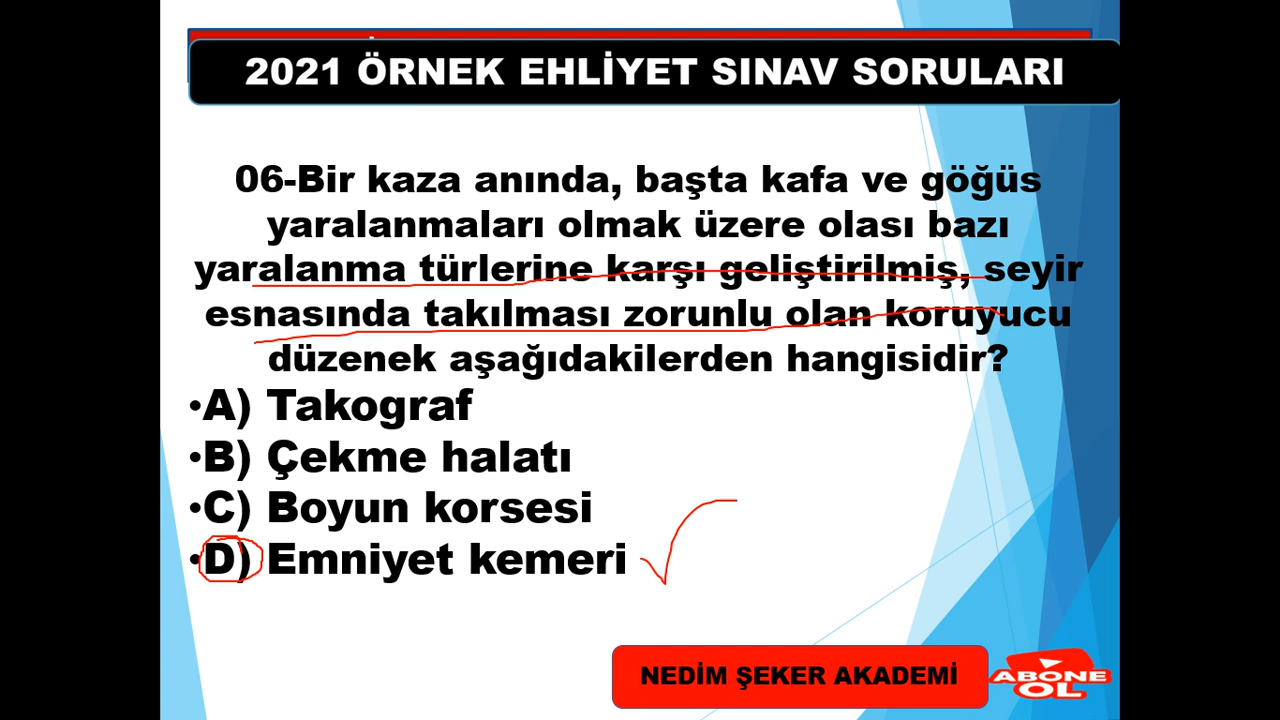 2021 ÖRNEK EHLİYET SINAV SORULARI
06-Bir kaza anında, başta kafa ve göğüs
yaralanmaları olmak üzere olası bazı
yaralanma türlerine karşı geliştirilmiş, seyir
esnasında takılması zorunlu olan koruyucu
düzenek aşağıdakilerden hangisidir?
•A) Takograf
•B) Çekme halatı
•C) Boyun korsesi
•D) Emniyet kemeri
NEDİM ŞEKER AKADEMİ
ABONE
OL